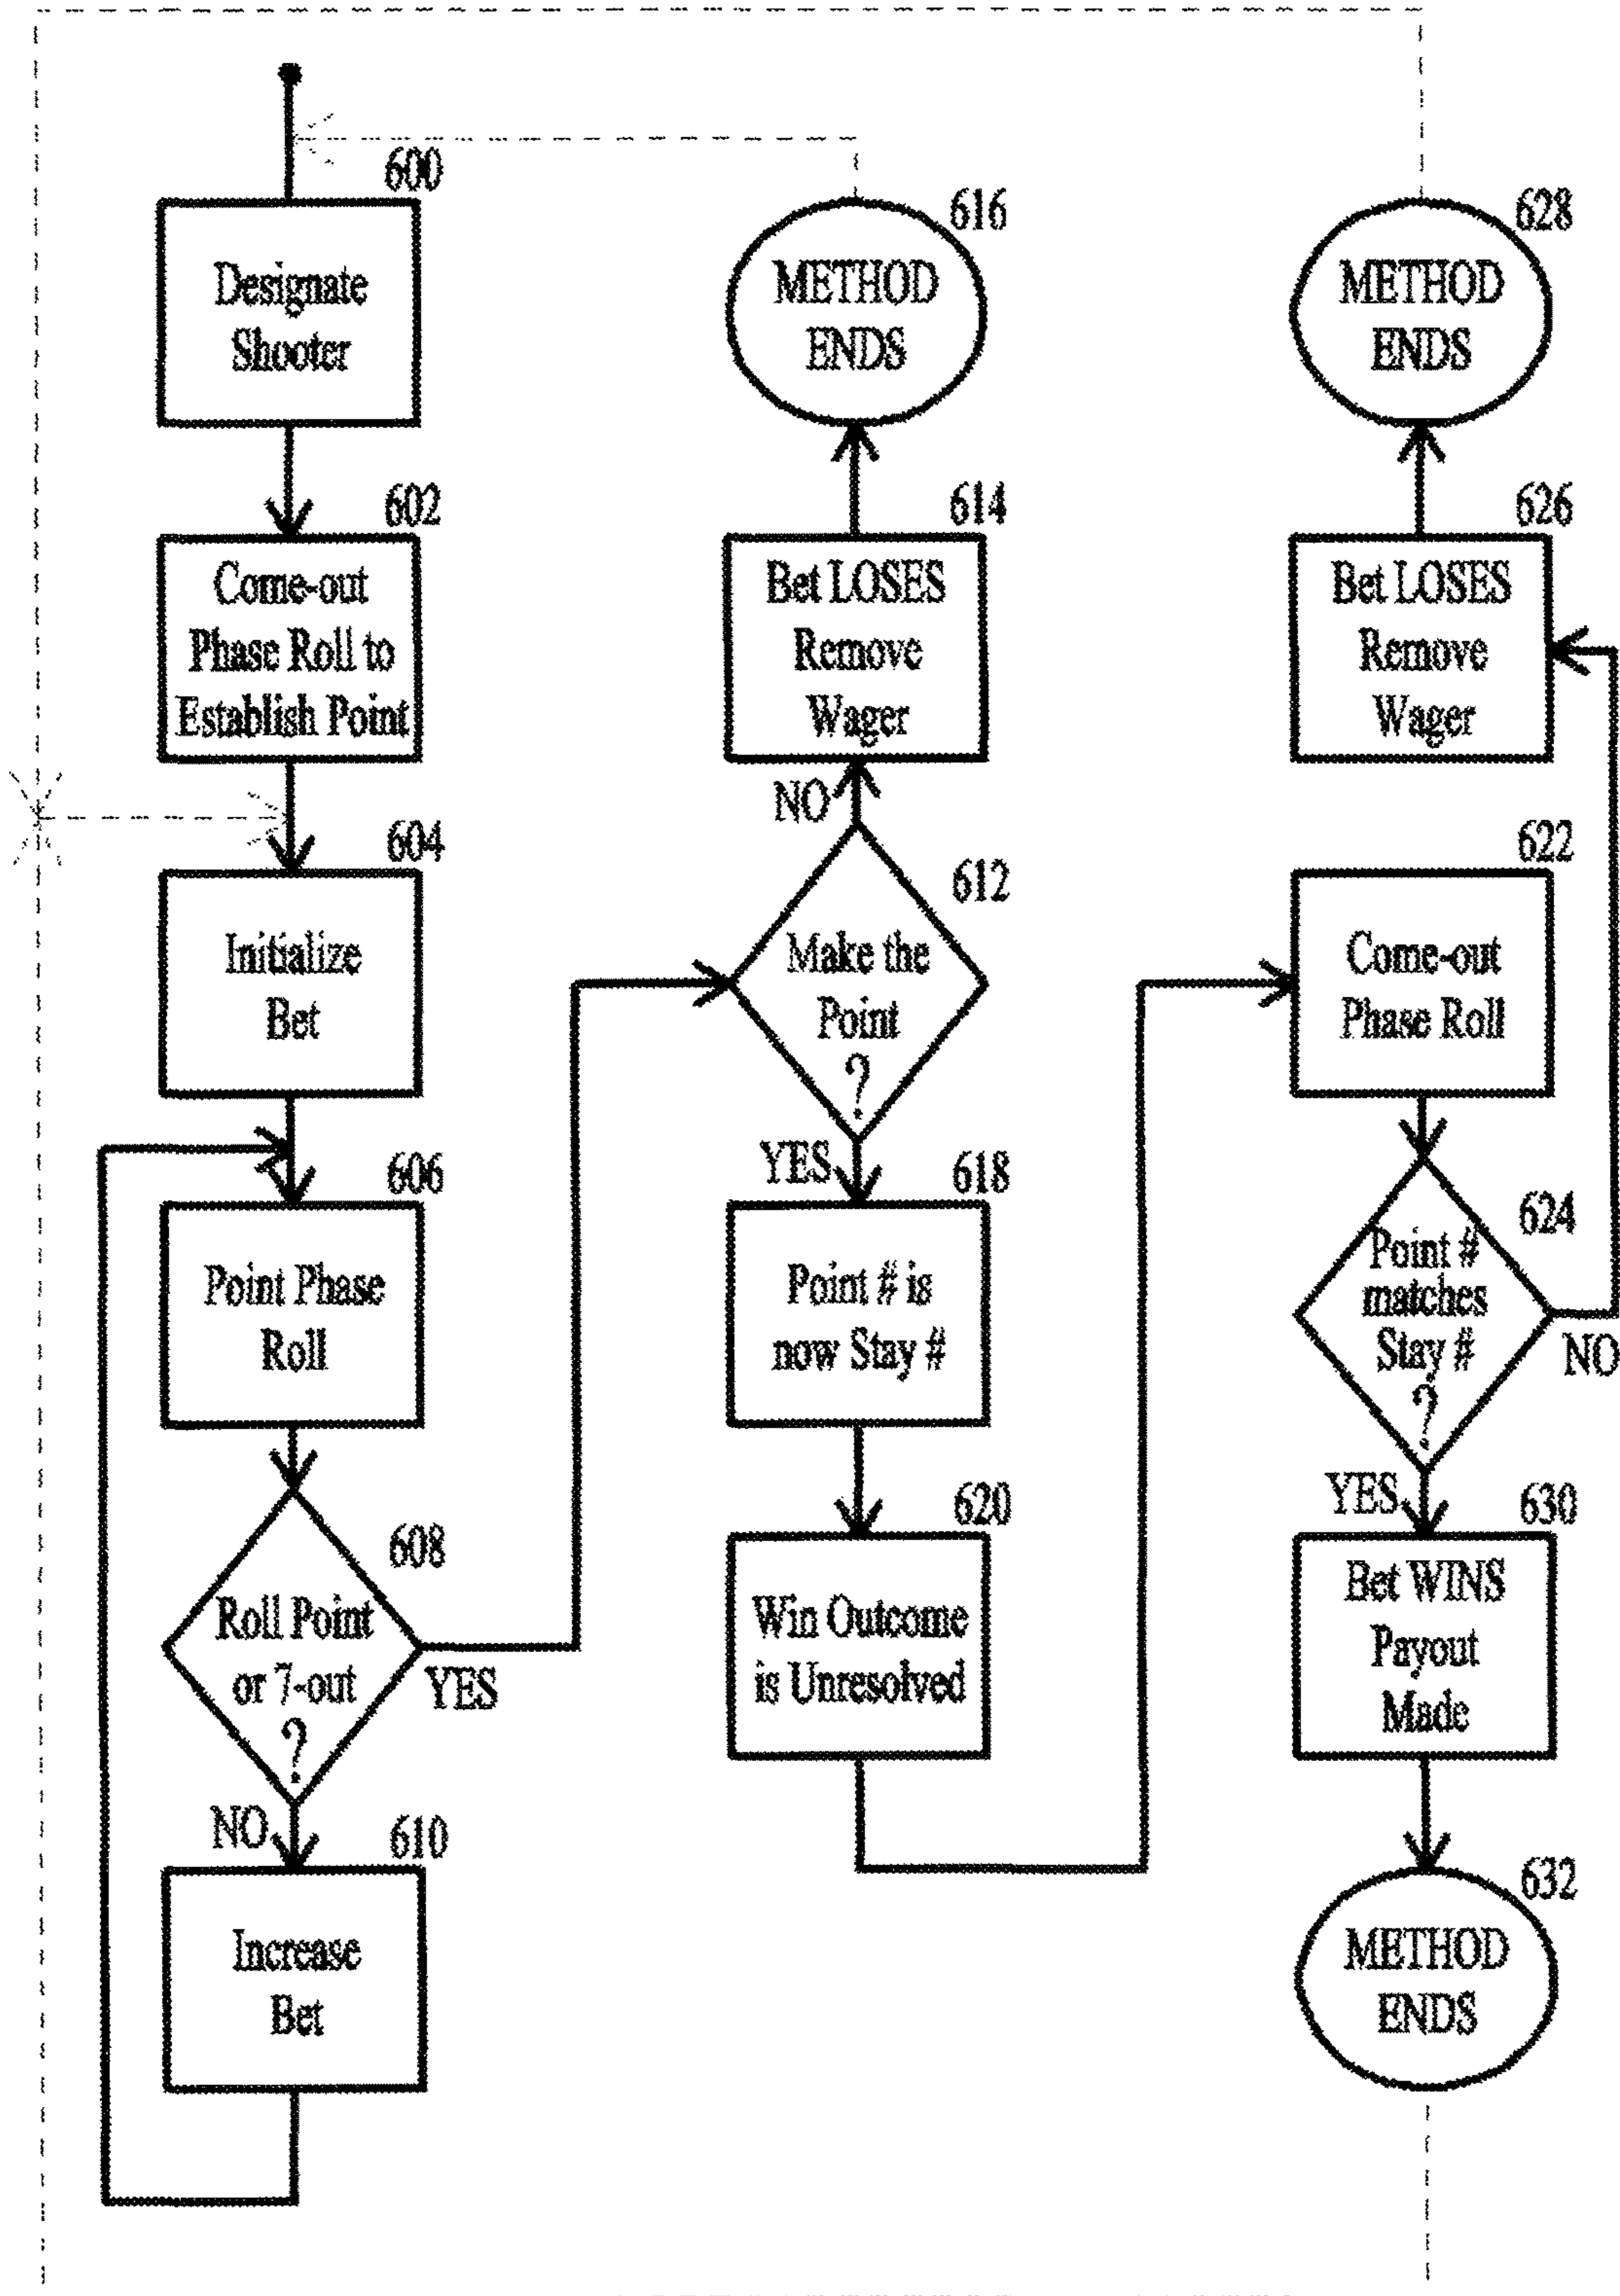 600
Designate
Shooter
602
Come-out
Phase Roll to
Establish Point
604
Initialize
Bet
606
Point Phase
Roll
608
Roll Point
or 7-out
?
YES
NO
610
Increase
Bet
616
METHOD
ENDS
614
Bet LOSES
Remove
Wager
NO
612
Make the
Point
?
YES
618
Point # is
now Stay #
620
Win Outcome
is Unresolved
628
METHOD
ENDS
626
Bet LOSES
Remove
Wager
622
Come-out
Phase Roll
624
Point #
matches
Stay #
?
NO
YES
630
Bet WINS
Payout
Made
632
METHOD
ENDS